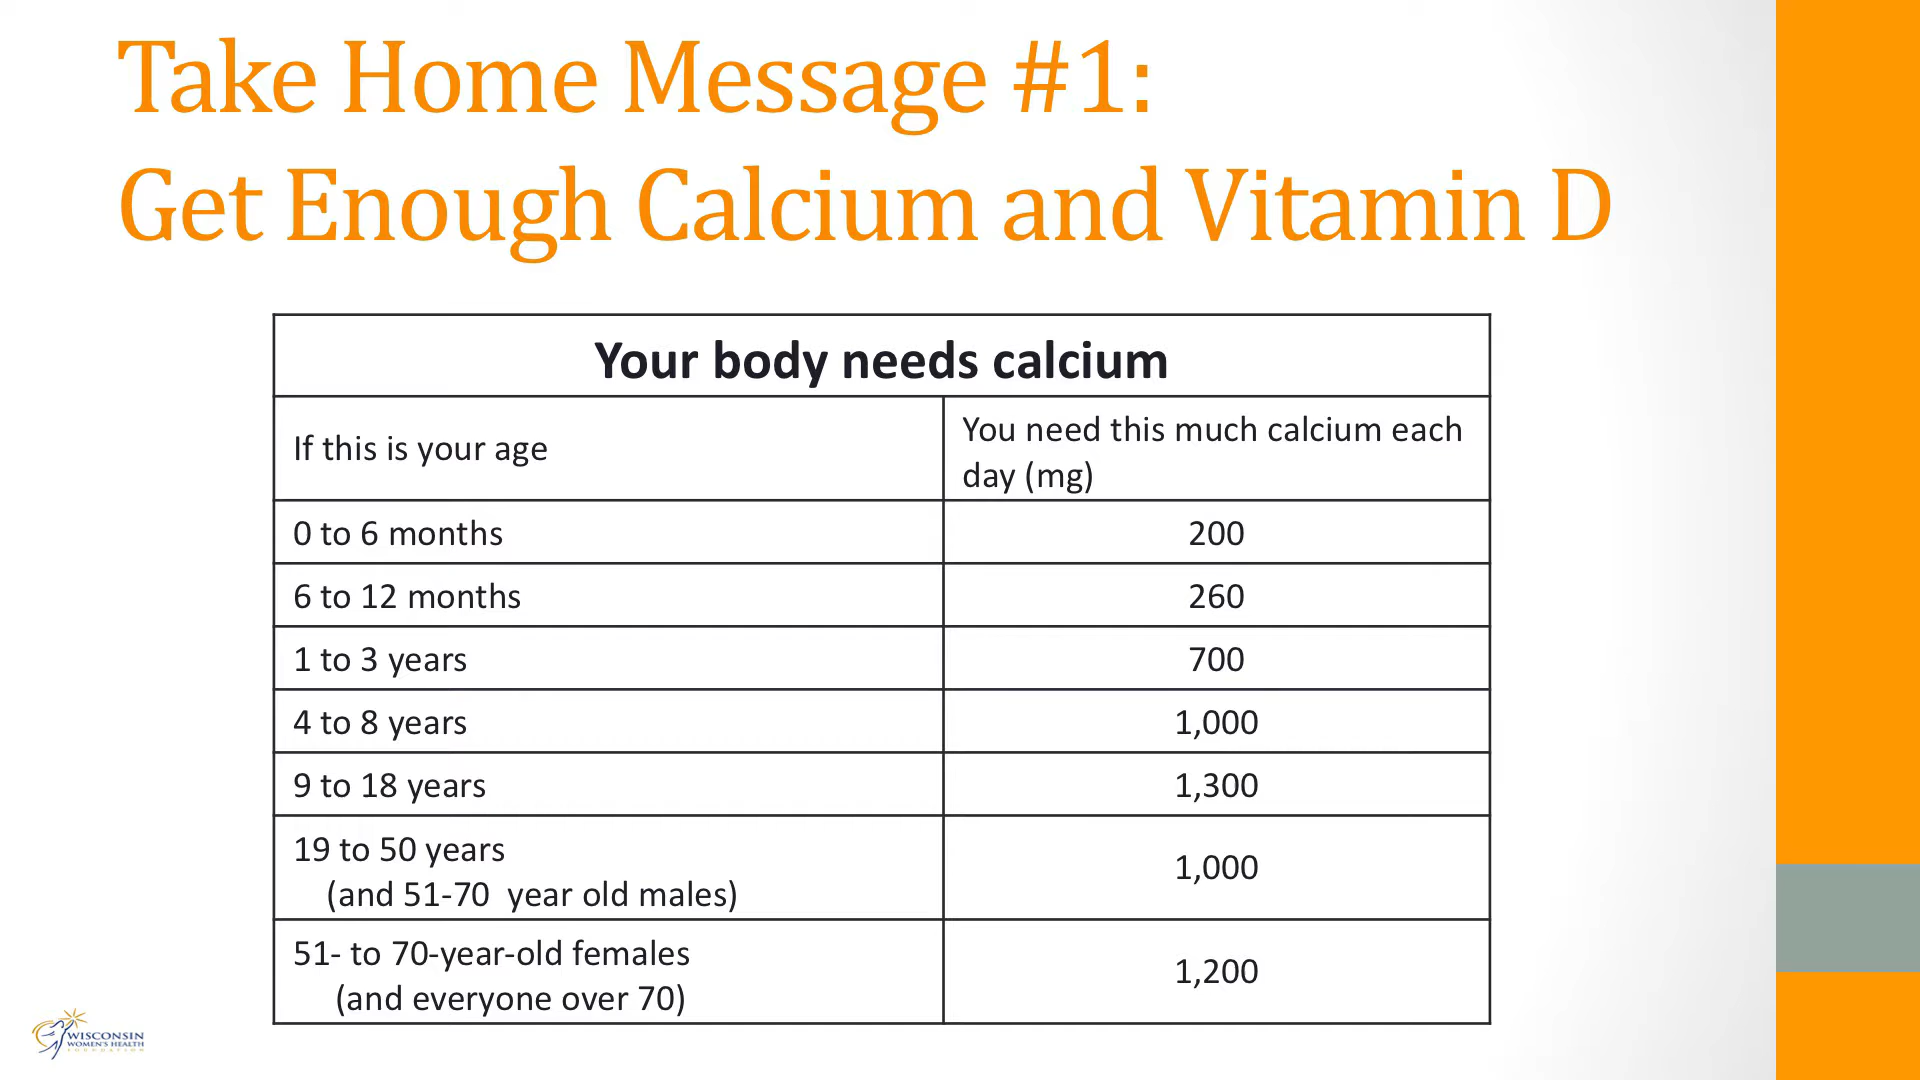 Take Home Message #1:
Get Enough Calcium and Vitamin D
Your body needs calcium
If this is your age
You need this much calcium each
day (mg)
0 to 6 months
200
6 to 12 months
260
1 to 3 years
700
4 to 8 years
1,000
9 to 18 years
1,300
19 to 50 years
(and 51-70 year old males)
1,000
51- to 70-year-old females
(and everyone over 70)
1,200
WISCONSIN
WOMEN'S HEALTH
FOUNDATION